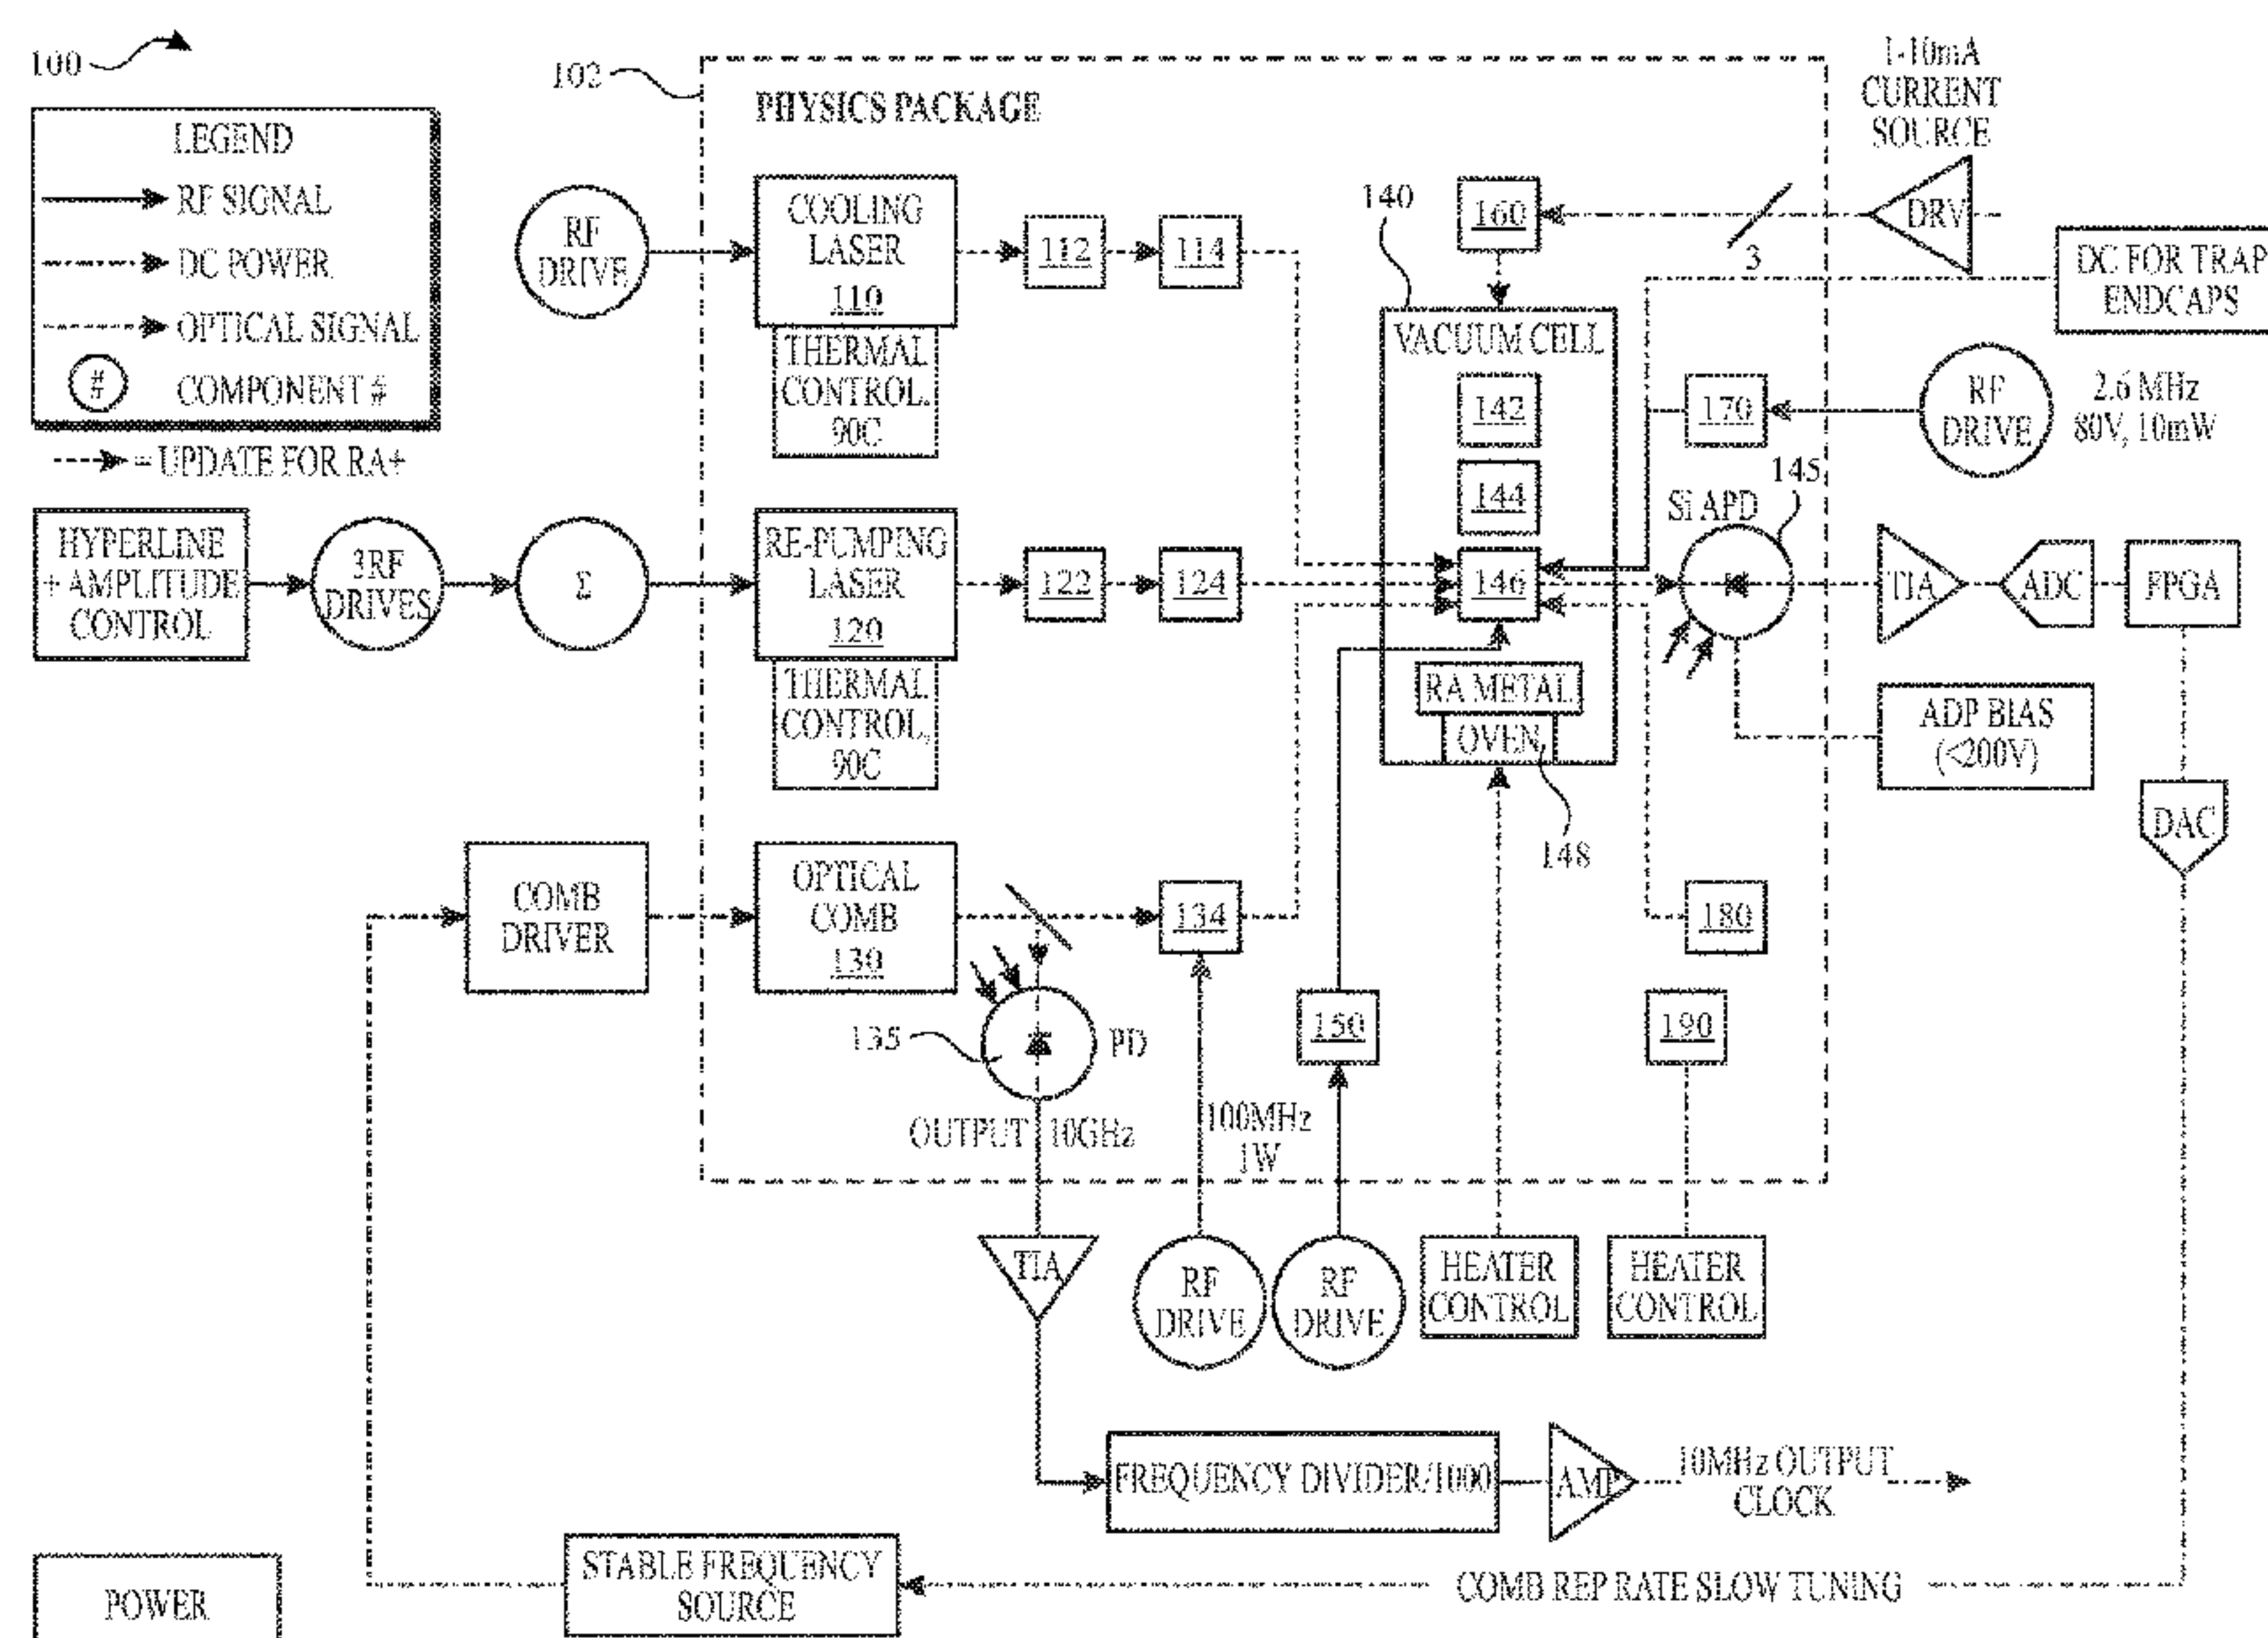 100
LEGEND
RF SIGNAL
DC POWER
OPTICAL SIGNAL
# COMPONENT #
= UPDATE FOR RA+
102
PHYSICS PACKAGE
1-10mA
CURRENT
SOURCE
RF
DRIVE
COOLING
LASER
110
THERMAL
CONTROL,
90C
112
114
140
160
3
DRV
DC FOR TRAP
ENDCAPS
VACUUM CELL
142
144
146
170
RF
DRIVE
2.6 MHz
80V, 10mW
HYPERLINE
+ AMPLITUDE
CONTROL
3RF
DRIVES
Σ
RE-PUMPING
LASER
120
THERMAL
CONTROL,
90C
122
124
Si APD
145
TIA
ADC
FPGA
RA METAL
OVEN
148
ADP BIAS
(<200V)
DAC
COMB
DRIVER
OPTICAL
COMB
130
134
180
135
PD
150
190
OUTPUT 10GHz
100MHz
1W
TIA
RF
DRIVE
RF
DRIVE
HEATER
CONTROL
HEATER
CONTROL
FREQUENCY DIVIDER/1000
AMP
10MHz OUTPUT
CLOCK
STABLE FREQUENCY
SOURCE
COMB REP RATE SLOW TUNING
POWER